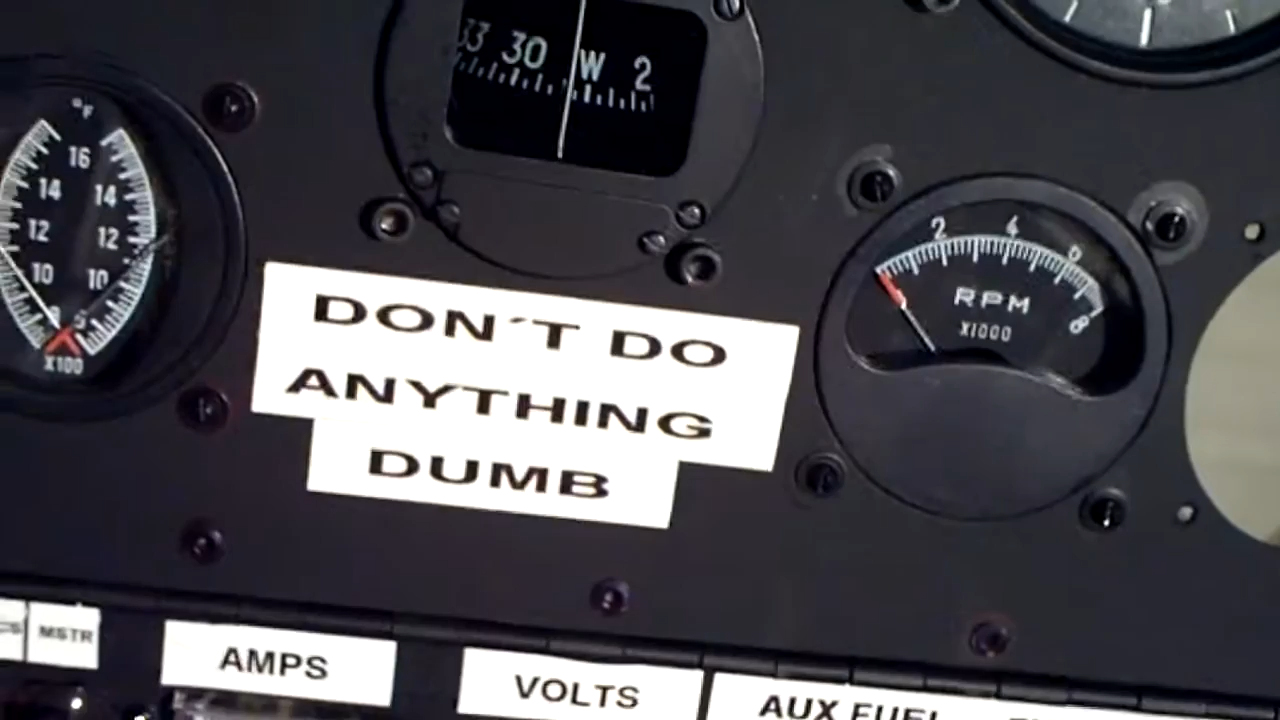 33 30 W 2
°F
16
14 14
12 12
10 10
X100
DON'T DO
ANYTHING
DUMB
2 4 6 8
RPM
X1000
MSTR
AMPS
VOLTS
AUX FUEL